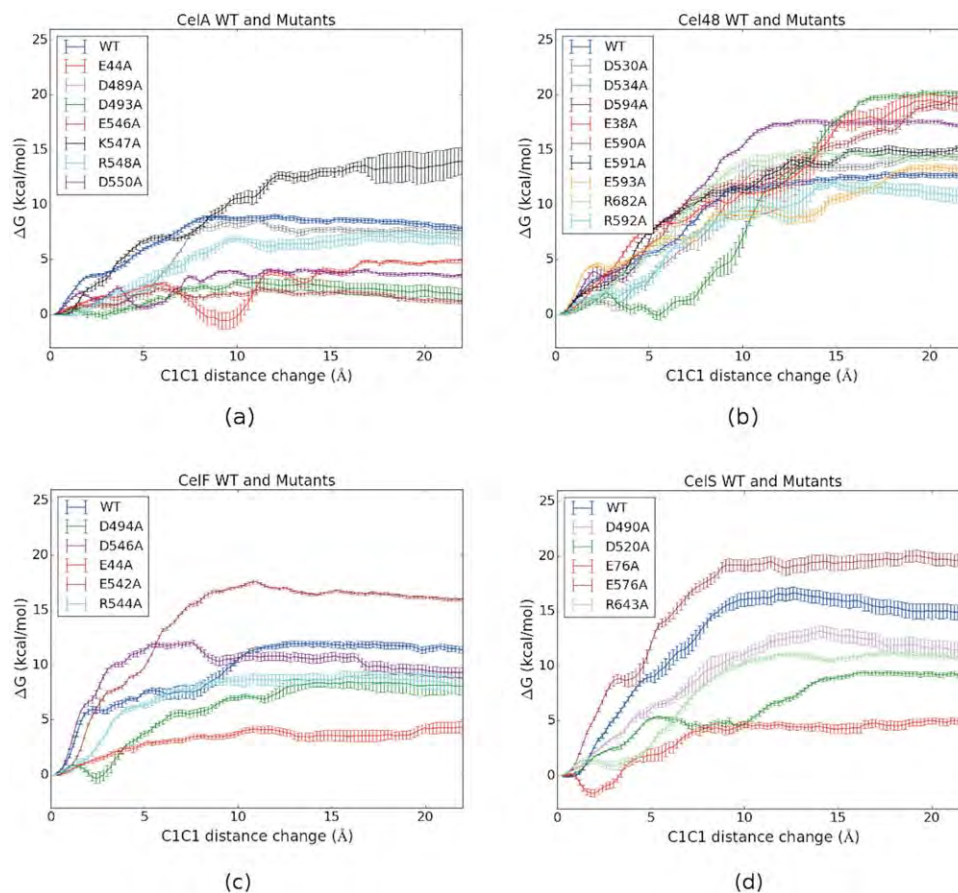 CelA WT and Mutants
25
20
15
10
5
0
ΔG (kcal/mol)
WT
E44A
D489A
D493A
E546A
K547A
R548A
D550A
0 5 10 15 20
C1C1 distance change (Å)
(a)
Cel48 WT and Mutants
25
20
15
10
5
0
ΔG (kcal/mol)
WT
D530A
D534A
D594A
E38A
E590A
E591A
E593A
R682A
R592A
0 5 10 15 20
C1C1 distance change (Å)
(b)
CelF WT and Mutants
25
20
15
10
5
0
ΔG (kcal/mol)
WT
D494A
D546A
E44A
E542A
R544A
0 5 10 15 20
C1C1 distance change (Å)
(c)
CelS WT and Mutants
25
20
15
10
5
0
ΔG (kcal/mol)
WT
D490A
D520A
E76A
E576A
R643A
0 5 10 15 20
C1C1 distance change (Å)
(d)